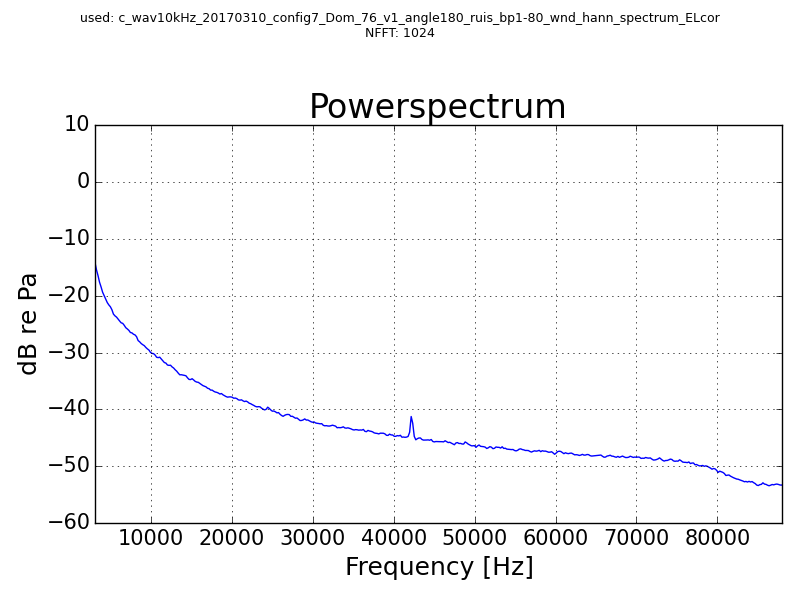 used: c_wav10kHz_20170310_config7_Dom_76_v1_angle180_ruis_bp1-80_wnd_hann_spectrum_ELcor
NFFT: 1024
Powerspectrum
10
0
−10
−20
−30
−40
−50
−60
dB re Pa
10000 20000 30000 40000 50000 60000 70000 80000
Frequency [Hz]